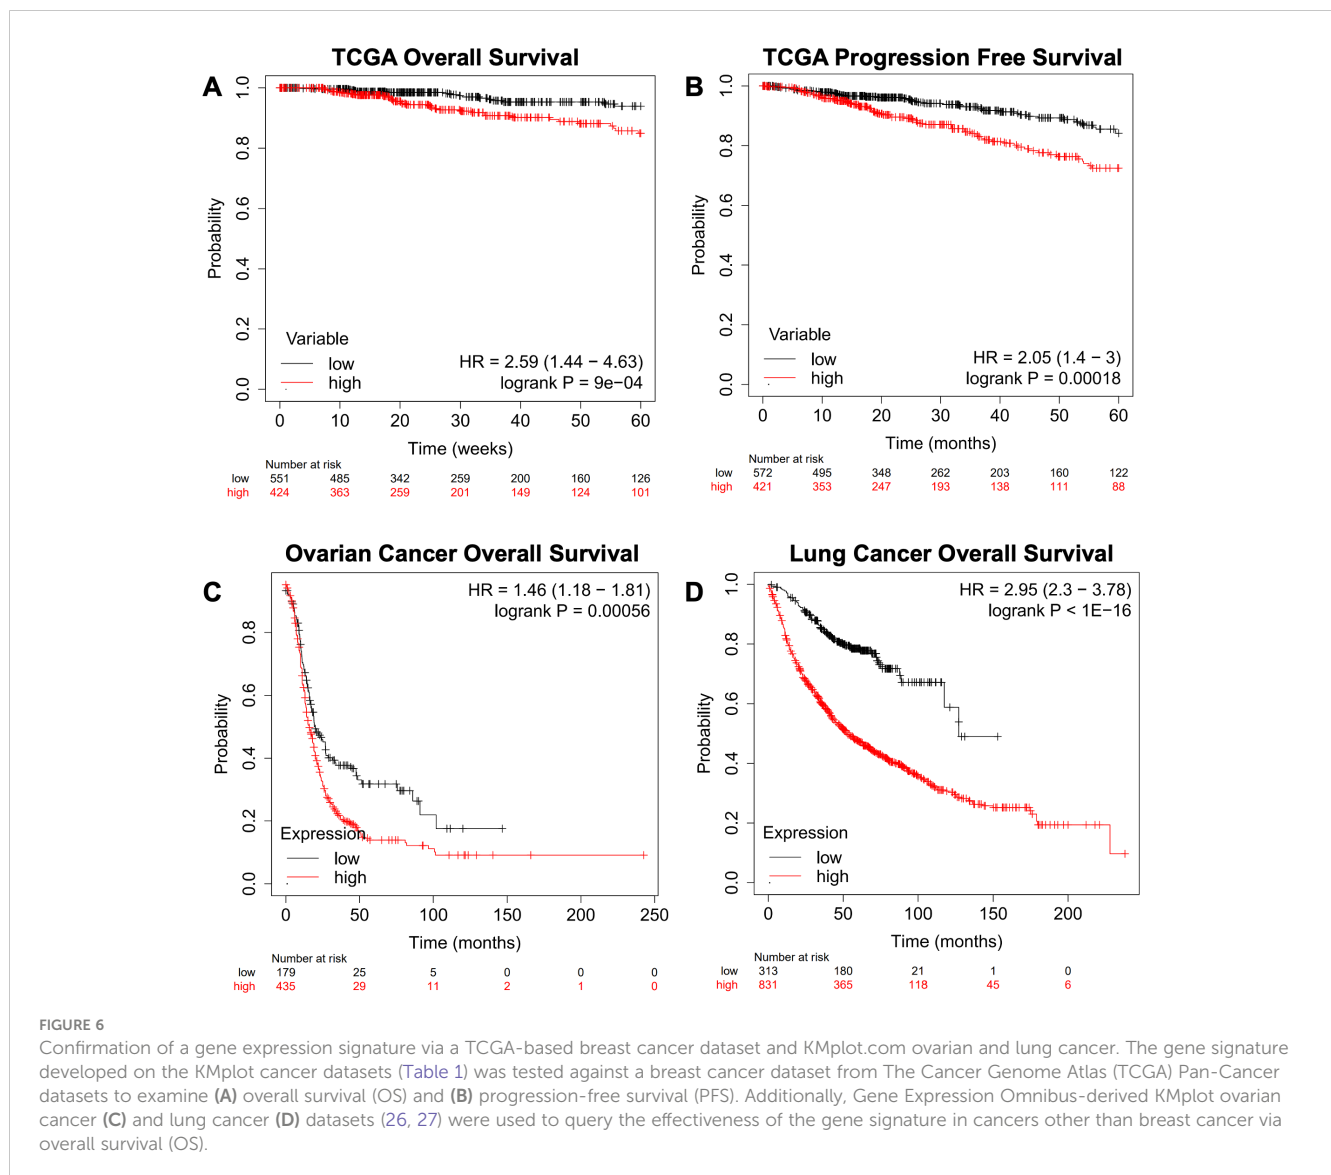 TCGA Overall Survival
A
Probability
1.0
0.8
0.6
0.4
0.2
0.0
Variable
low
high
HR = 2.59 (1.44 − 4.63)
logrank P = 9e−04
0 10 20 30 40 50 60
Time (weeks)
Number at risk
low 551 485 342 259 200 160 126
high 424 363 259 201 149 124 101
TCGA Progression Free Survival
B
Probability
1.0
0.8
0.6
0.4
0.2
0.0
Variable
low
high
HR = 2.05 (1.4 − 3)
logrank P = 0.00018
0 10 20 30 40 50 60
Time (months)
Number at risk
low 572 495 348 262 203 160 122
high 421 353 247 193 138 111 88
Ovarian Cancer Overall Survival
C
HR = 1.46 (1.18 − 1.81)
logrank P = 0.00056
Probability
0.8
0.6
0.4
0.2
0.0
Expression
low
high
0 50 100 150 200 250
Time (months)
Number at risk
low 179 25 5 0 0 0
high 435 29 11 2 1 0
Lung Cancer Overall Survival
D
HR = 2.95 (2.3 − 3.78)
logrank P < 1E−16
Probability
1.0
0.8
0.6
0.4
0.2
0.0
Expression
low
high
0 50 100 150 200
Time (months)
Number at risk
low 313 180 21 1 0
high 831 365 118 45 6
FIGURE 6
Confirmation of a gene expression signature via a TCGA-based breast cancer dataset and KMplot.com ovarian and lung cancer. The gene signature
developed on the KMplot cancer datasets (Table 1) was tested against a breast cancer dataset from The Cancer Genome Atlas (TCGA) Pan-Cancer
datasets to examine (A) overall survival (OS) and (B) progression-free survival (PFS). Additionally, Gene Expression Omnibus-derived KMplot ovarian
cancer (C) and lung cancer (D) datasets (26, 27) were used to query the effectiveness of the gene signature in cancers other than breast cancer via
overall survival (OS).